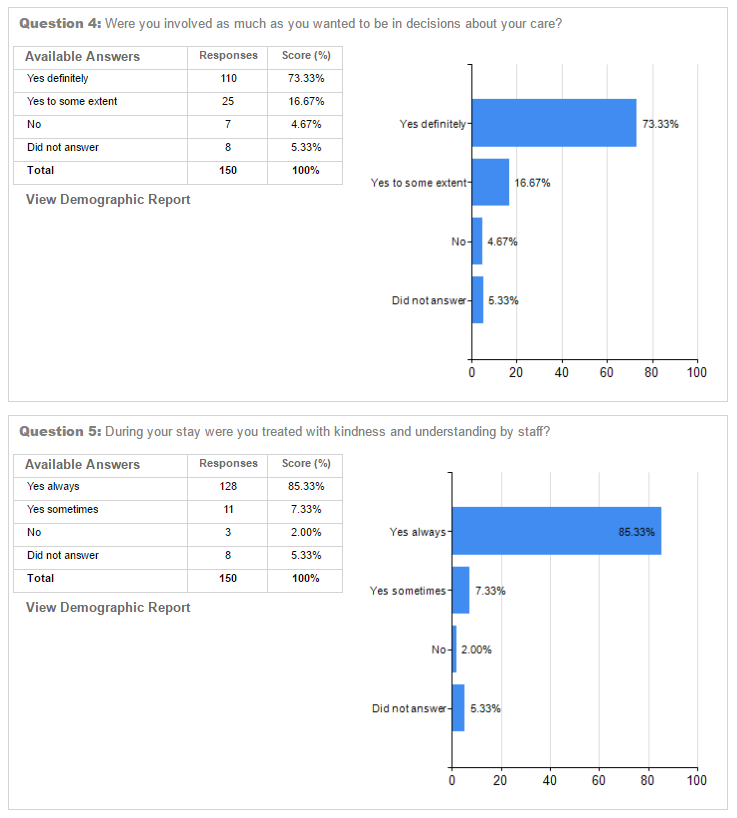 Question 4: Were you involved as much as you wanted to be in decisions about your care?
Available Answers Responses Score (%)
Yes definitely 110 73.33%
Yes to some extent 25 16.67%
No 7 4.67%
Did not answer 8 5.33%
Total 150 100%
View Demographic Report
Yes definitely 73.33%
Yes to some extent 16.67%
No 4.67%
Did not answer 5.33%
0 20 40 60 80 100
Question 5: During your stay were you treated with kindness and understanding by staff?
Available Answers Responses Score (%)
Yes always 128 85.33%
Yes sometimes 11 7.33%
No 3 2.00%
Did not answer 8 5.33%
Total 150 100%
View Demographic Report
Yes always 85.33%
Yes sometimes 7.33%
No 2.00%
Did not answer 5.33%
0 20 40 60 80 100